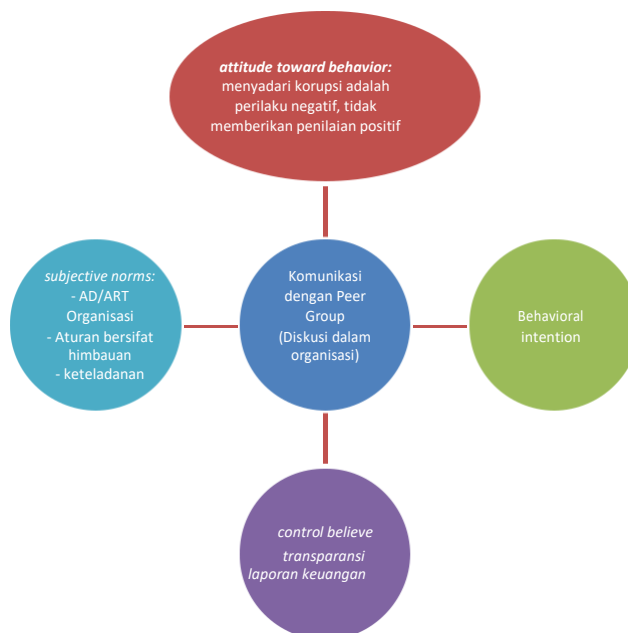 attitude toward behavior:
menyadari korupsi adalah
perilaku negatif, tidak
memberikan penilaian positif
subjective norms:
- AD/ART
Organisasi
- Aturan bersifat
himbauan
- keteladanan
Komunikasi
dengan Peer
Group
(Diskusi dalam
organisasi)
Behavioral
intention
control believe
transparansi
laporan keuangan